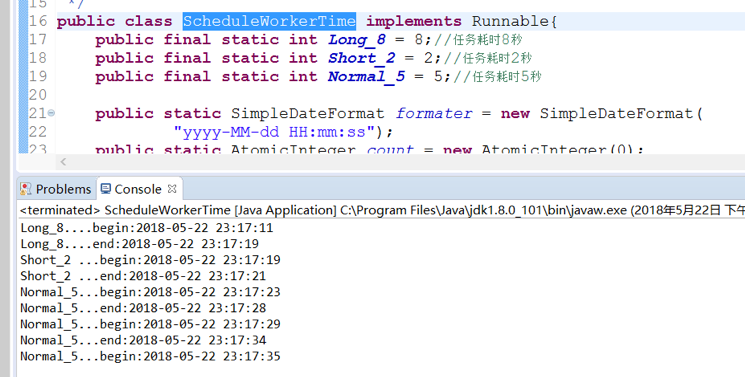 15 */
16 public class ScheduleWorkerTime implements Runnable{
17 public final static int Long_8 = 8;//任务耗时8秒
18 public final static int Short_2 = 2;//任务耗时2秒
19 public final static int Normal_5 = 5;//任务耗时5秒
20
21 public static SimpleDateFormat formater = new SimpleDateFormat(
22 "yyyy-MM-dd HH:mm:ss");
23 public static AtomicInteger count = new AtomicInteger(0);
Problems Console
<terminated> ScheduleWorkerTime [Java Application] C:\Program Files\Java\jdk1.8.0_101\bin\javaw.exe (2018年5月22日 下午
Long_8....begin:2018-05-22 23:17:11
Long_8....end:2018-05-22 23:17:19
Short_2 ...begin:2018-05-22 23:17:19
Short_2 ...end:2018-05-22 23:17:21
Normal_5...begin:2018-05-22 23:17:23
Normal_5...end:2018-05-22 23:17:28
Normal_5...begin:2018-05-22 23:17:29
Normal_5...end:2018-05-22 23:17:34
Normal_5...begin:2018-05-22 23:17:35